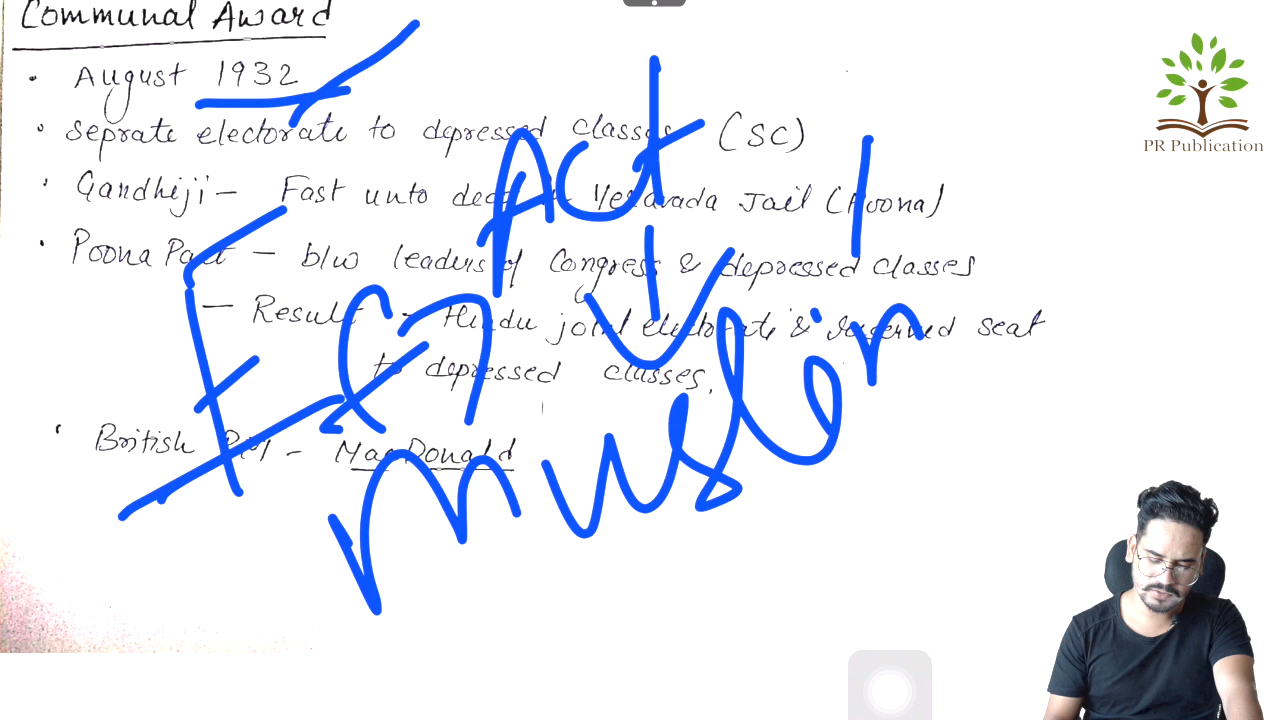 Communal Award
PR Publication
• August 1932
• Seprate electorate to depressed classes (SC)
• Gandhiji - Fast unto death Yeravada Jail (Poona)
• Poona Pact - b/w leaders of Congress & depressed classes
- Result - Hindu joint electorate & reserved seat
to depressed classes.
• British PM - MacDonald
Act
muslim